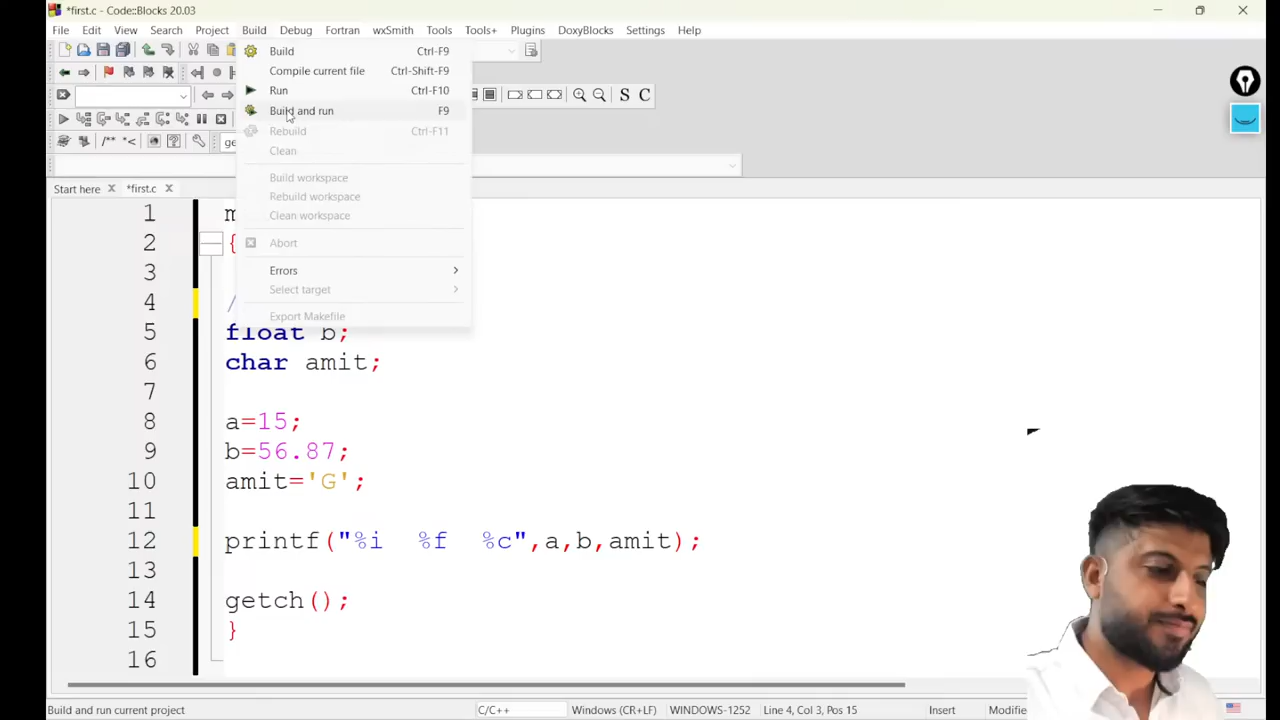 *first.c - Code::Blocks 20.03
File Edit View Search Project Build Debug Fortran wxSmith Tools Tools+ Plugins DoxyBlocks Settings Help
Build Ctrl-F9
Compile current file Ctrl-Shift-F9
Run Ctrl-F10
S C
Build and run F9
Rebuild Ctrl-F11
/** *<
Clean
Build workspace
Rebuild workspace
Clean workspace
Abort
Errors
Select target
Export Makefile
Start here *first.c
1
2 {
3
4 /
5 float b;
6 char amit;
7
8 a=15;
9 b=56.87;
10 amit='G';
11
12 printf("%i %f %c",a,b,amit);
13
14 getch();
15 }
16
Build and run current project C/C++ Windows (CR+LF) WINDOWS-1252 Line 4, Col 3, Pos 15 Insert